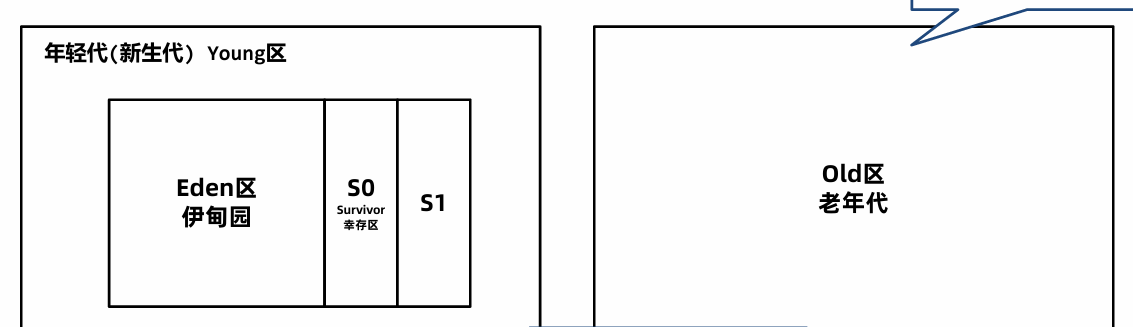 年轻代(新生代) Young区
Eden区
伊甸园
S0
Survivor
幸存区
S1
Old区
老年代